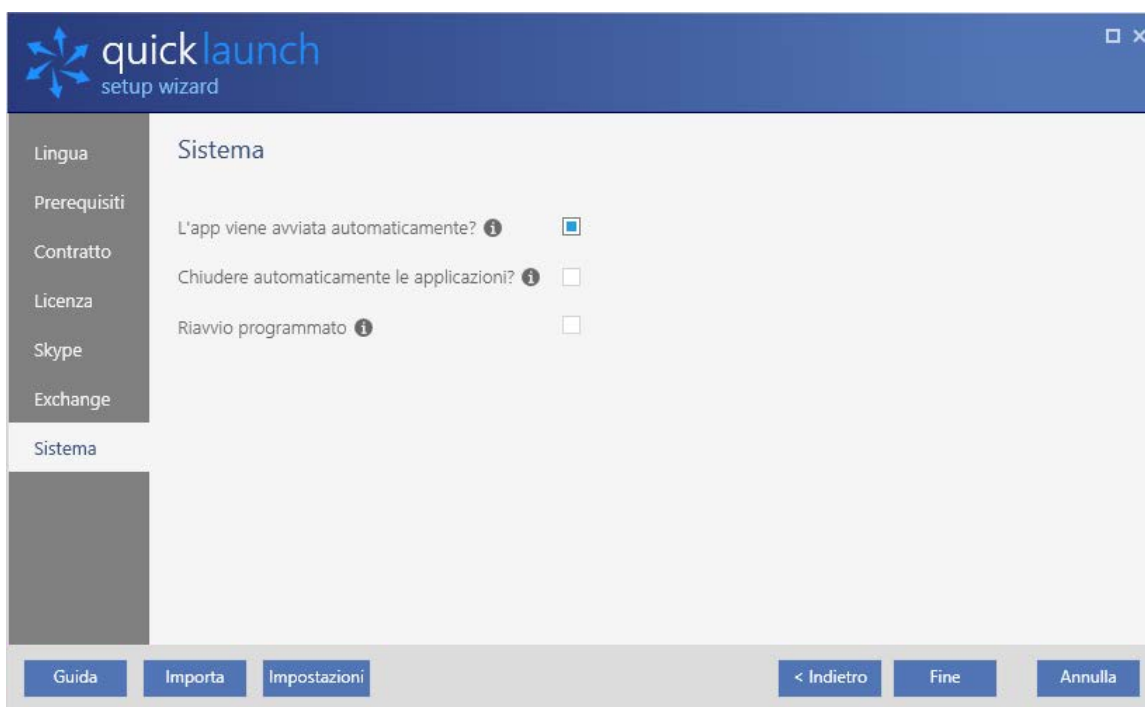 quicklaunch
setup wizard
Lingua
Prerequisiti
Contratto
Licenza
Skype
Exchange
Sistema
Sistema
L'app viene avviata automaticamente?
Chiudere automaticamente le applicazioni?
Riavvio programmato
Guida
Importa
Impostazioni
< Indietro
Fine
Annulla